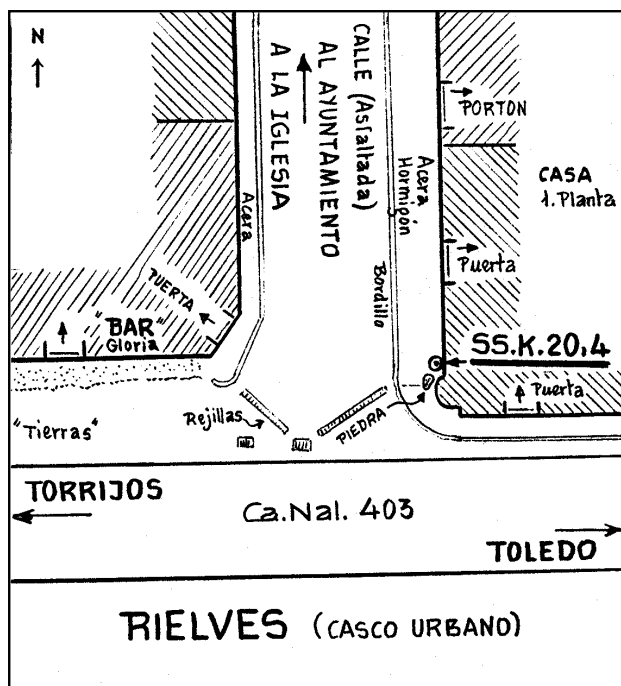 N
CALLE (Asfaltada)
AL AYUNTAMIENTO
A LA IGLESIA
PORTON
Acera
Hormigón
CASA
1. Planta
Acera
Puerta
Bordillo
PUERTA
"BAR"
Gloria
SS.K.20,4
Puerta
Rejillas
PIEDRA
"Tierras"
TORRIJOS
Ca.Nal. 403
TOLEDO
RIELVES (CASCO URBANO)